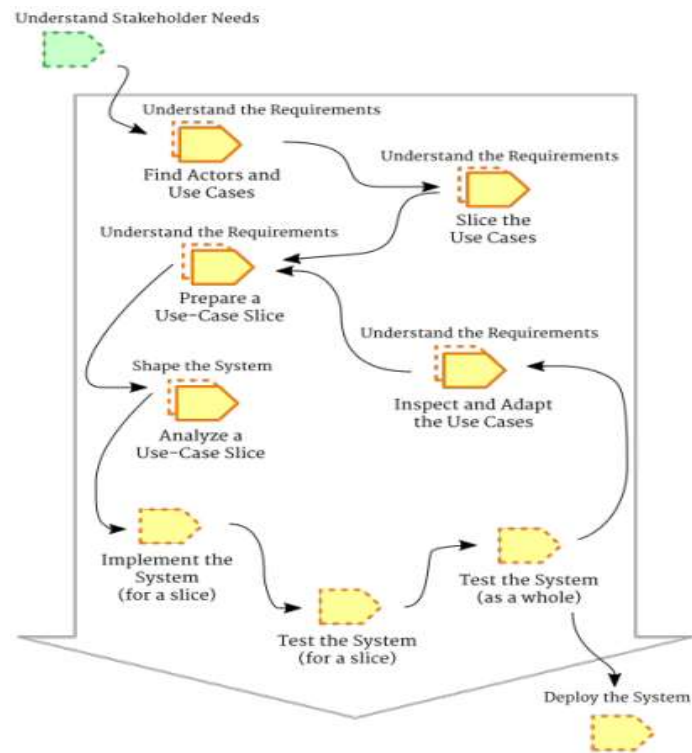 Understand Stakeholder Needs
Understand the Requirements
Find Actors and
Use Cases
Understand the Requirements
Slice the
Use Cases
Understand the Requirements
Prepare a
Use-Case Slice
Understand the Requirements
Inspect and Adapt
the Use Cases
Shape the System
Analyze a
Use-Case Slice
Implement the
System
(for a slice)
Test the System
(for a slice)
Test the System
(as a whole)
Deploy the System